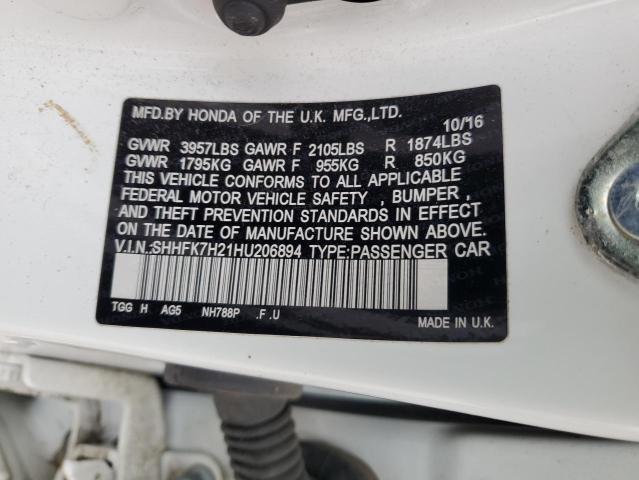 MFD.BY HONDA OF THE U.K. MFG.,LTD.
10/16
GVWR 3957LBS GAWR F 2105LBS R 1874LBS
GVWR 1795KG GAWR F 955KG R 850KG
THIS VEHICLE CONFORMS TO ALL APPLICABLE
FEDERAL MOTOR VEHICLE SAFETY , BUMPER ,
AND THEFT PREVENTION STANDARDS IN EFFECT
ON THE DATE OF MANUFACTURE SHOWN ABOVE.
V.I.N.:SHHFK7H21HU206894 TYPE:PASSENGER CAR
TGG H AG5 NH788P .F.U
MADE IN U.K.